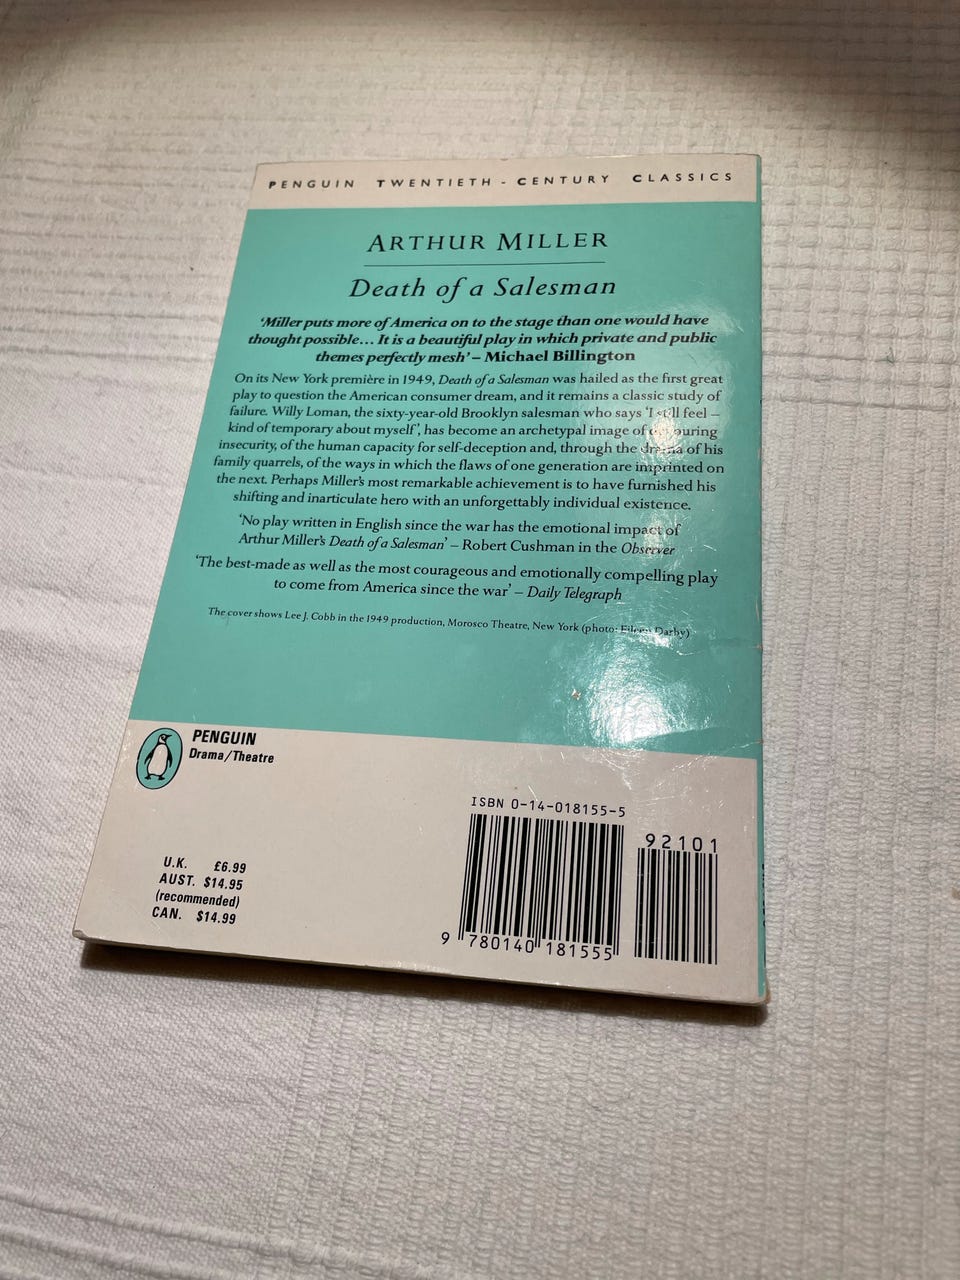 PENGUIN TWENTIETH-CENTURY CLASSICS
ARTHUR MILLER
Death of a Salesman
‘Miller puts more of America on to the stage than one would have
thought possible... It is a beautiful play in which private and public
themes perfectly mesh’ – Michael Billington
On its New York première in 1949, Death of a Salesman was hailed as the first great
play to question the American consumer dream, and it remains a classic study of
failure. Willy Loman, the sixty-year-old Brooklyn salesman who says ‘I still feel –
kind of temporary about myself’, has become an archetypal image of devouring
insecurity, of the human capacity for self-deception and, through the drama of his
family quarrels, of the ways in which the flaws of one generation are imprinted on
the next. Perhaps Miller's most remarkable achievement is to have furnished his
shifting and inarticulate hero with an unforgettably individual existence.
‘No play written in English since the war has the emotional impact of
Arthur Miller's Death of a Salesman’ – Robert Cushman in the Observer
‘The best-made as well as the most courageous and emotionally compelling play
to come from America since the war’ – Daily Telegraph
The cover shows Lee J. Cobb in the 1949 production, Morosco Theatre, New York (photo: Eileen Darby)
PENGUIN
Drama/Theatre
U.K. £6.99
AUST. $14.95
(recommended)
CAN. $14.99
ISBN 0-14-018155-5
92101
9 780140 181555